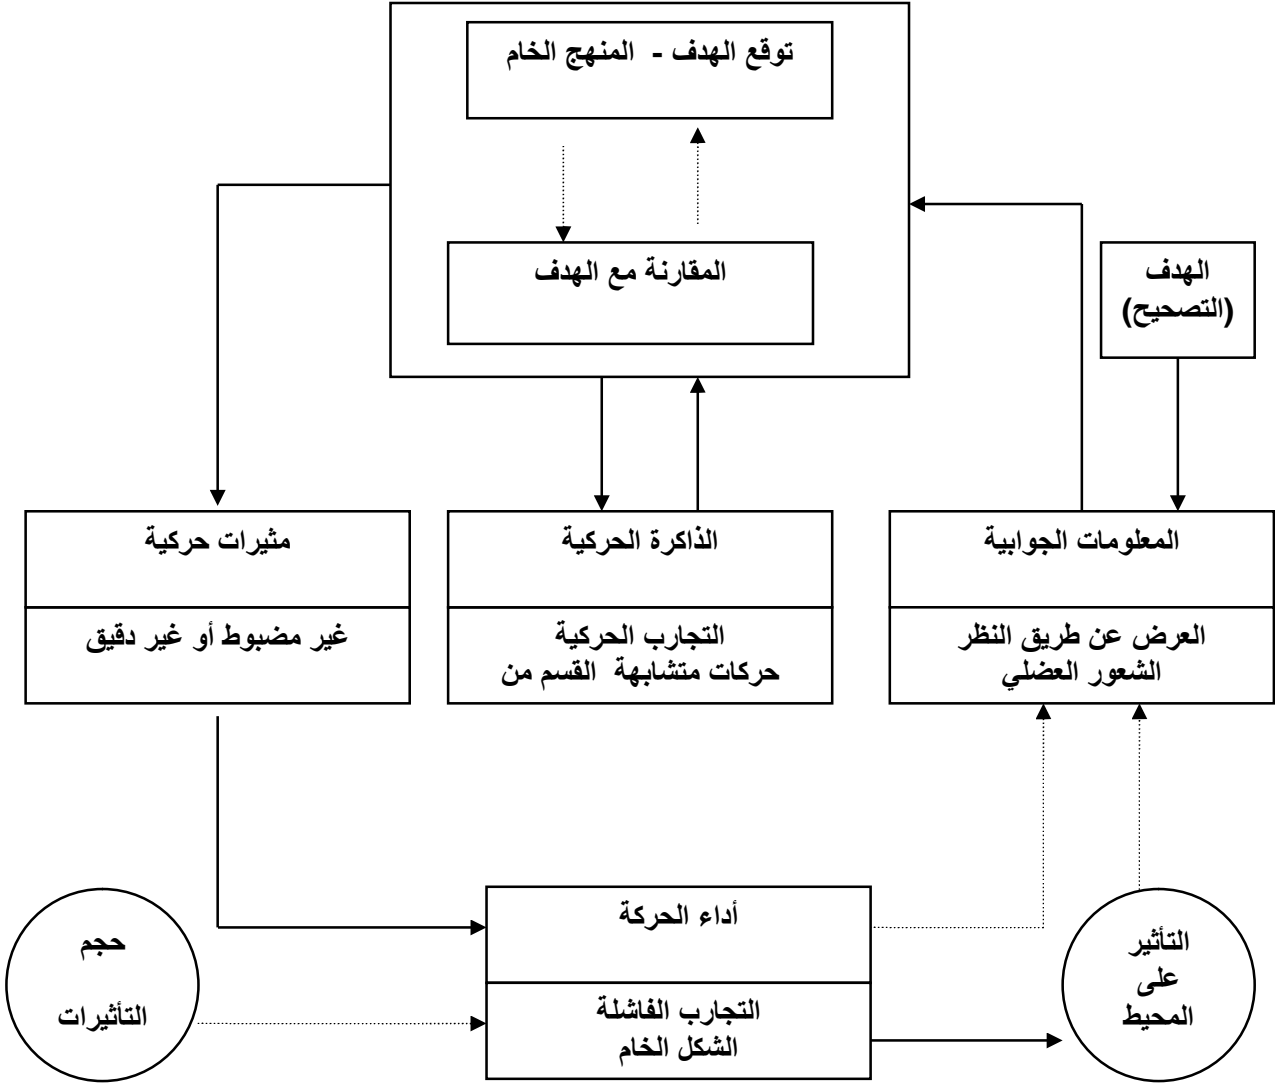 توقع الهدف - المنهج الخام
المقارنة مع الهدف
الهدف
(التصحيح)
المعلومات الجوابية
العرض عن طريق النظر
الشعور العضلي
الذاكرة الحركية
التجارب الحركية
حركات متشابهة القسم من
مثيرات حركية
غير مضبوط أو غير دقيق
أداء الحركة
التجارب الفاشلة
الشكل الخام
التأثير
على
المحيط
حجم
التأثيرات